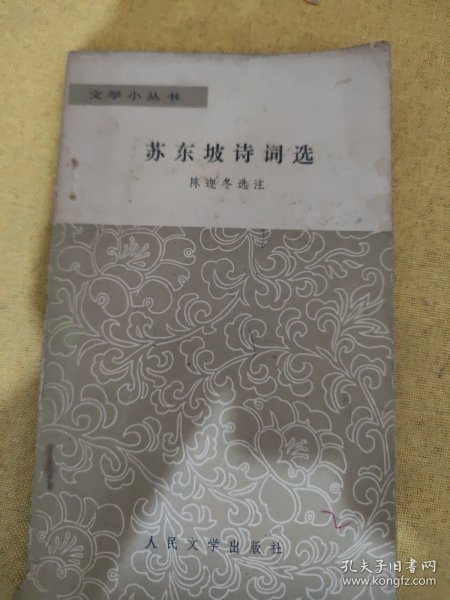 文学小丛书
苏东坡诗词选
陈迩冬选注
人民文学出版社
孔夫子旧书网
www.kongfz.com